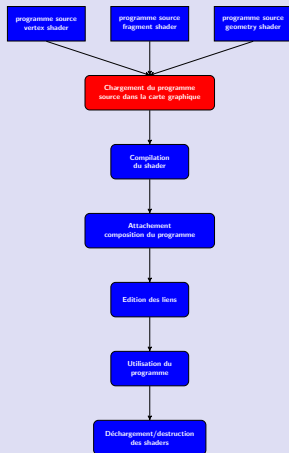 programme source
vertex shader
programme source
fragment shader
programme source
geometry shader
Chargement du programme
source dans la carte graphique
Compilation
du shader
Attachement
composition du programme
Edition des liens
Utilisation du
programme
Déchargement/destruction
des shaders